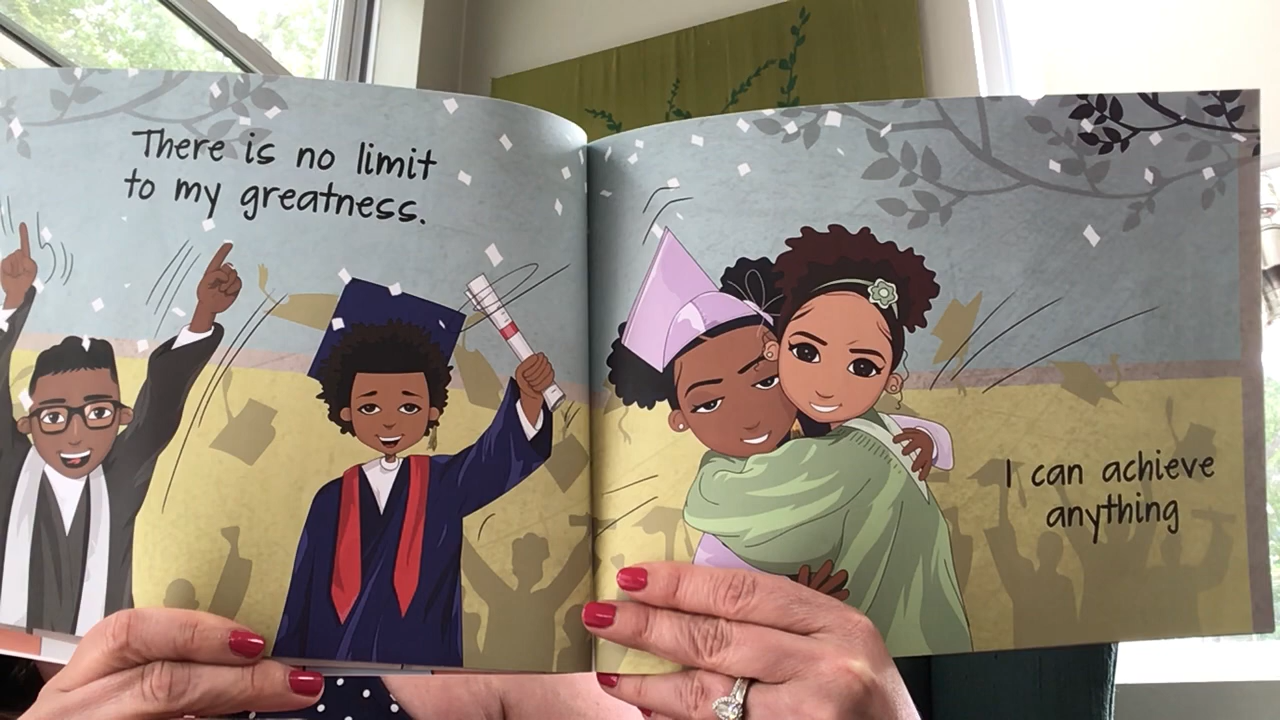 There is no limit
to my greatness.
I can achieve
anything